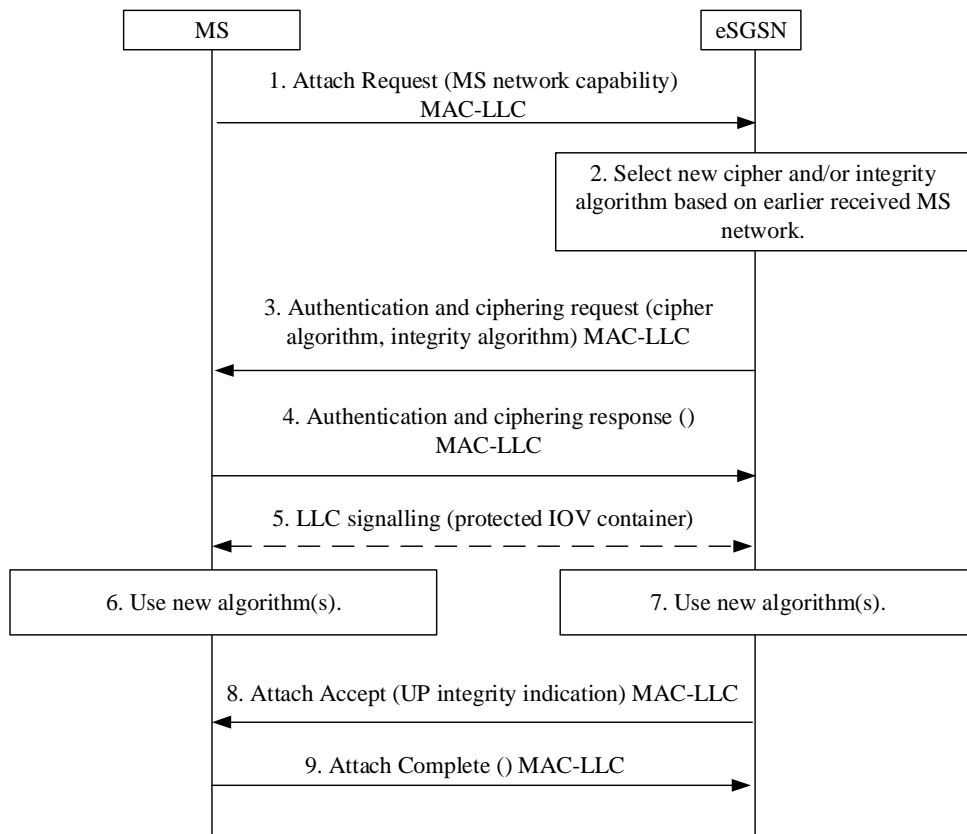 MS
eSGSN
1. Attach Request (MS network capability)
MAC-LLC
2. Select new cipher and/or integrity
algorithm based on earlier received MS
network.
3. Authentication and ciphering request (cipher
algorithm, integrity algorithm) MAC-LLC
4. Authentication and ciphering response ()
MAC-LLC
5. LLC signalling (protected IOV container)
6. Use new algorithm(s).
7. Use new algorithm(s).
8. Attach Accept (UP integrity indication) MAC-LLC
9. Attach Complete () MAC-LLC